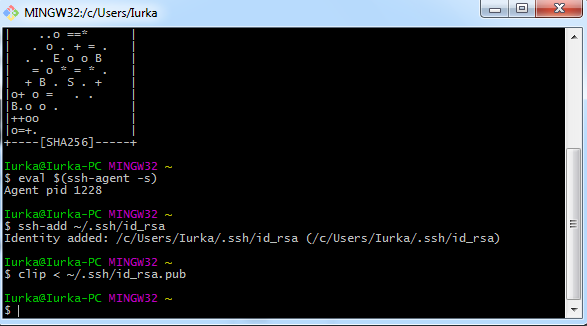 MINGW32:/c/Users/Iurka
|    ..o ==*      |
|   . o . + = .   |
|  . . E o o B    |
|   = o * = * .   |
|  + B . S . +    |
|o+ o =   . .     |
|B.o o .          |
|++oo             |
|o=+.             |
+----[SHA256]-----+
Iurka@Iurka-PC MINGW32 ~
$ eval $(ssh-agent -s)
Agent pid 1228
Iurka@Iurka-PC MINGW32 ~
$ ssh-add ~/.ssh/id_rsa
Identity added: /c/Users/Iurka/.ssh/id_rsa (/c/Users/Iurka/.ssh/id_rsa)
Iurka@Iurka-PC MINGW32 ~
$ clip < ~/.ssh/id_rsa.pub
Iurka@Iurka-PC MINGW32 ~
$